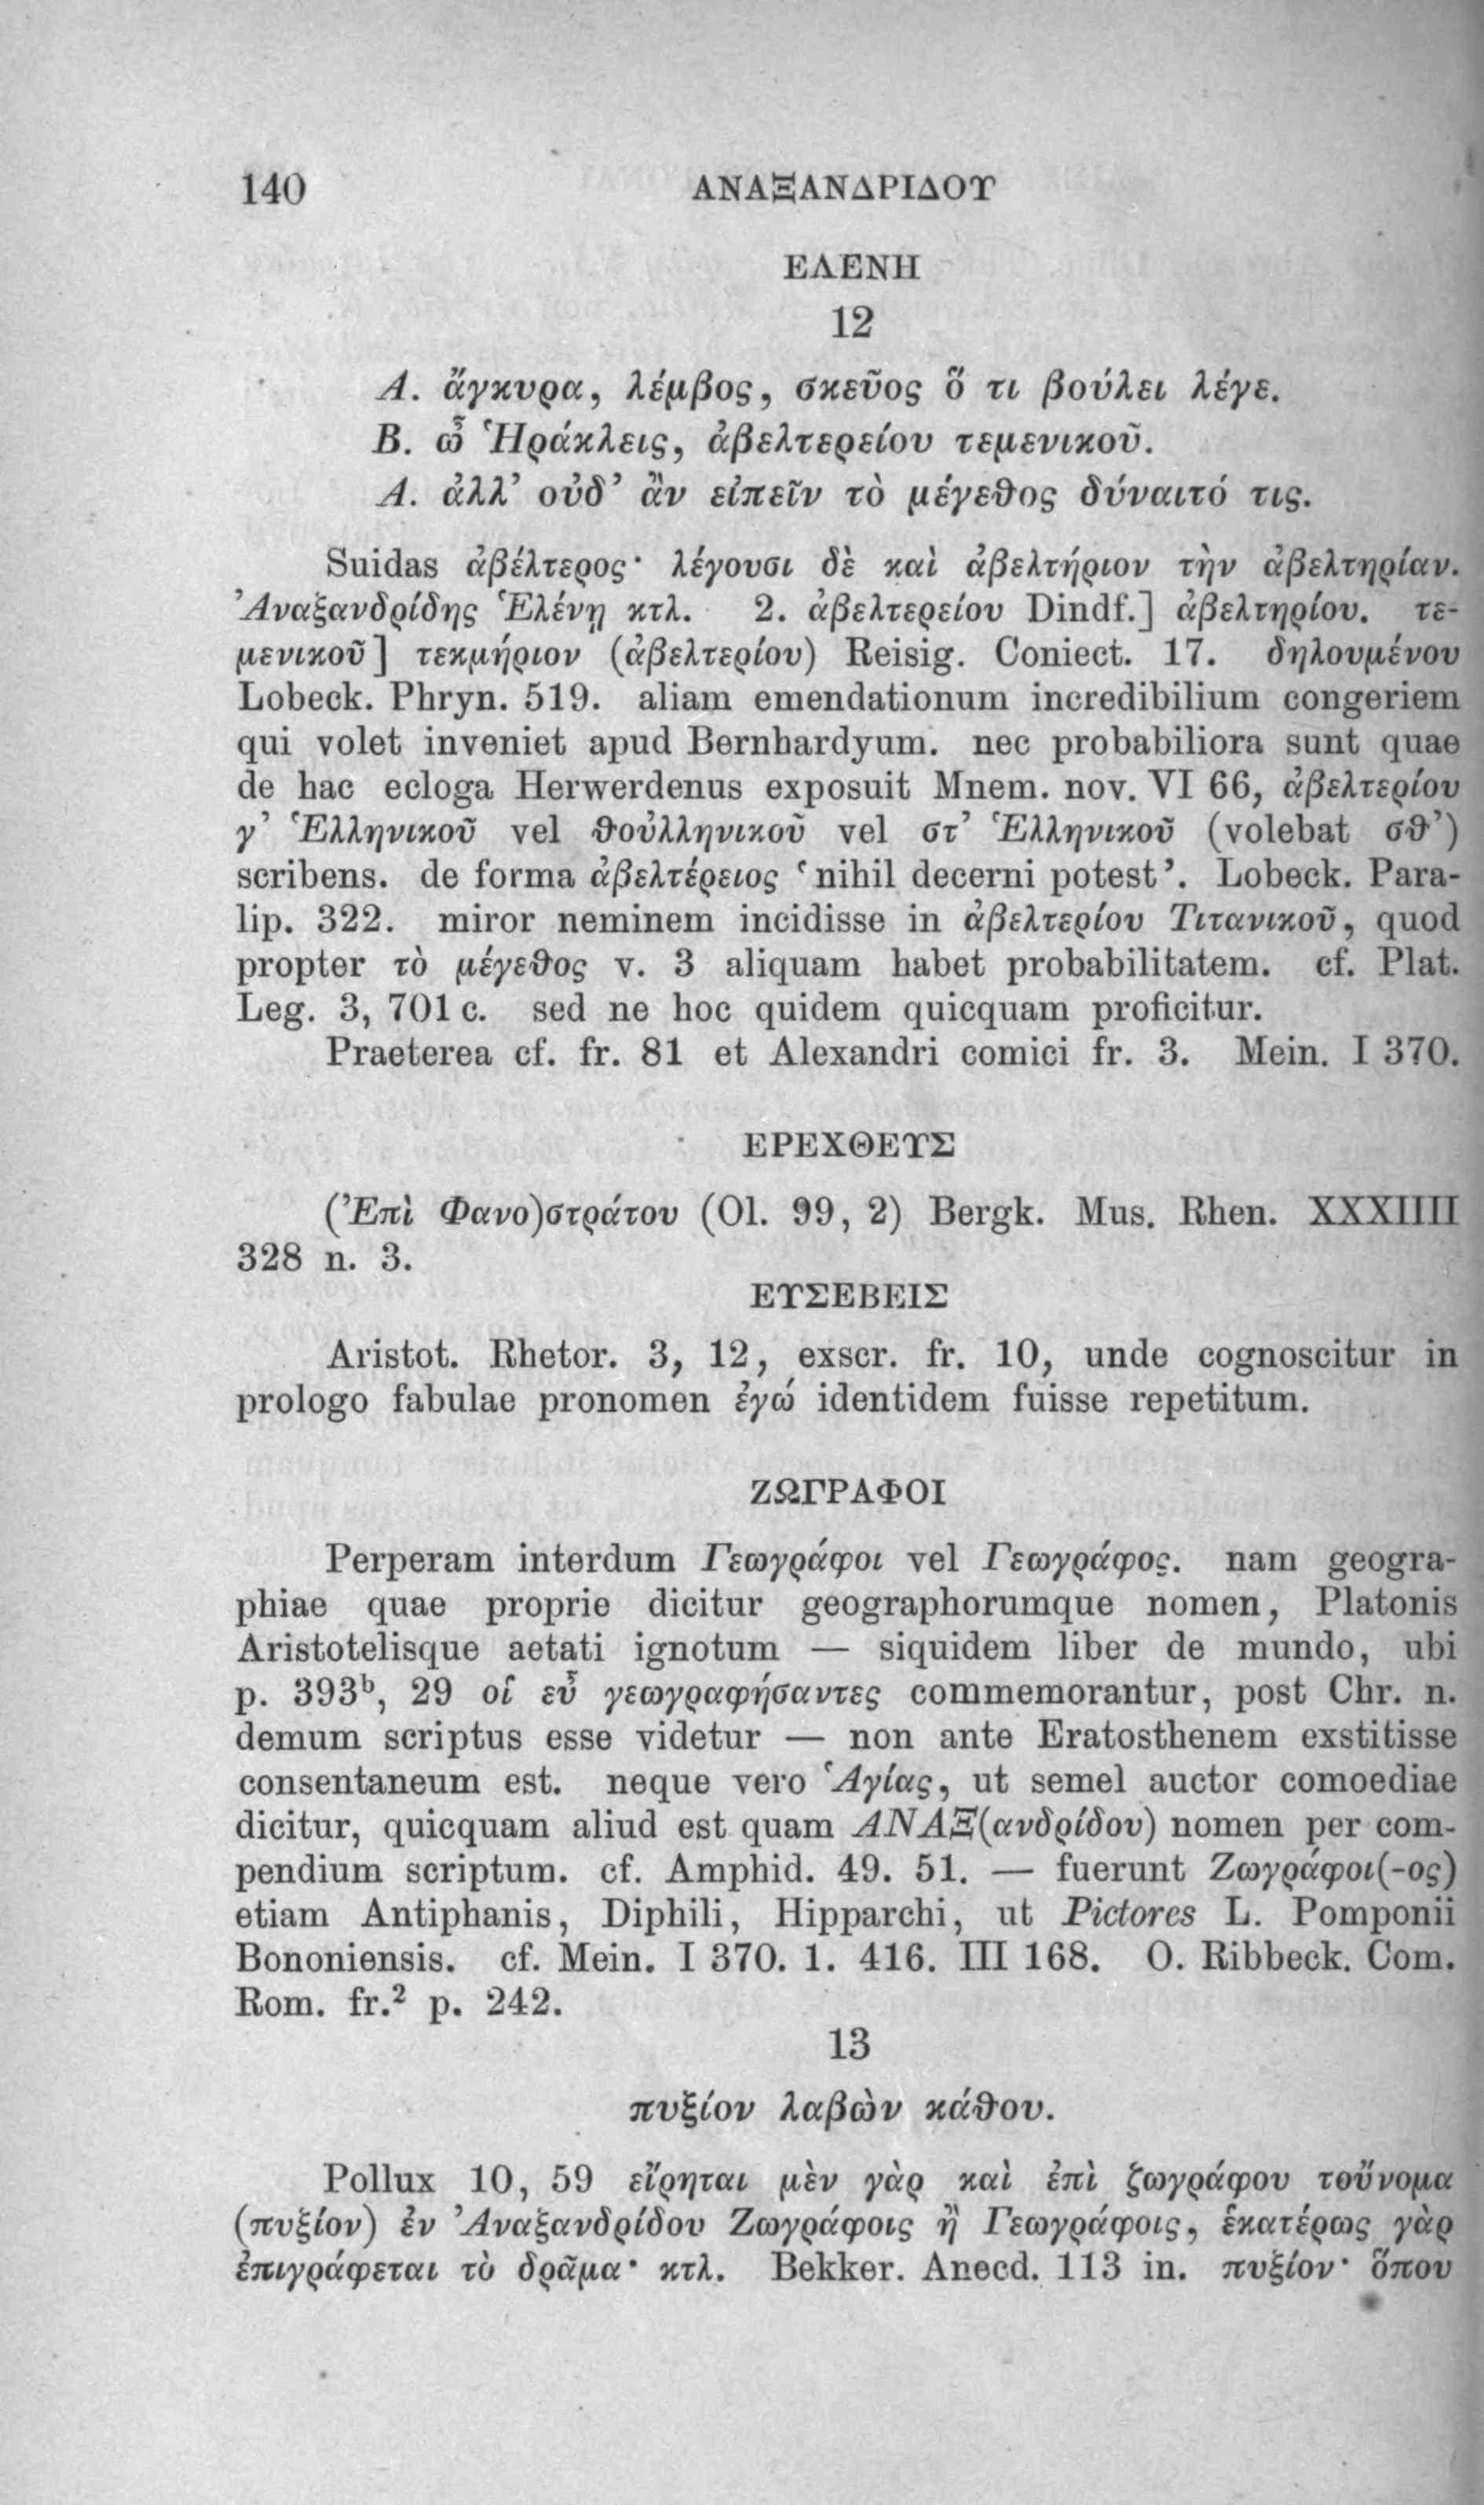 140 ΑΝΑΞΑΝΔΡΙΔΟΥ
ΕΛΕΝΗ
12
Α. ἄγκυρα, λέμβος, σκεῦος ὅ τι βούλει λέγε.
Β. ὦ Ἡράκλεις, ἀβελτερείου τεμενικοῦ.
Α. ἀλλ’ οὐδ’ ἂν εἰπεῖν τὸ μέγεθος δύναιτό τις.
Suidas ἀβέλτερος· λέγουσι δὲ καὶ ἀβελτήριον τὴν ἀβελτηρίαν.
Ἀναξανδρίδης Ἑλένῃ κτλ. 2. ἀβελτερείου Dindf.] ἀβελτηρίου. τε-
μενικοῦ] τεκμήριον (ἀβελτερίου) Reisig. Coniect. 17. δηλουμένου
Lobeck. Phryn. 519. aliam emendationum incredibilium congeriem
qui volet inveniet apud Bernhardyum. nec probabiliora sunt quae
de hac ecloga Herwerdenus exposuit Mnem. nov. VI 66, ἀβελτερίου
γ’ Ἑλληνικοῦ vel θοὐλληνικοῦ vel στ’ Ἑλληνικοῦ (volebat σθ’)
scribens. de forma ἀβελτέρειος ‘nihil decerni potest’. Lobeck. Para-
lip. 322. miror neminem incidisse in ἀβελτερίου Τιτανικοῦ, quod
propter τὸ μέγεθος v. 3 aliquam habet probabilitatem. cf. Plat.
Leg. 3, 701 c. sed ne hoc quidem quicquam proficitur.
Praeterea cf. fr. 81 et Alexandri comici fr. 3. Mein. I 370.
ΕΡΕΧΘΕΥΣ
(Ἐπὶ Φανο)στράτου (Ol. 99, 2) Bergk. Mus. Rhen. XXXIIII
328 n. 3.
ΕΥΣΕΒΕΙΣ
Aristot. Rhetor. 3, 12, exscr. fr. 10, unde cognoscitur in
prologo fabulae pronomen ἐγώ identidem fuisse repetitum.
ΖΩΓΡΑΦΟΙ
Perperam interdum Γεωγράφοι vel Γεωγράφος. nam geogra-
phiae quae proprie dicitur geographorumque nomen, Platonis
Aristotelisque aetati ignotum — siquidem liber de mundo, ubi
p. 393ᵇ, 29 οἱ εὖ γεωγραφήσαντες commemorantur, post Chr. n.
demum scriptus esse videtur — non ante Eratosthenem exstitisse
consentaneum est. neque vero Ἁγίας, ut semel auctor comoediae
dicitur, quicquam aliud est quam ΑΝΑΞ(ανδρίδου) nomen per com-
pendium scriptum. cf. Amphid. 49. 51. — fuerunt Ζωγράφοι(-ος)
etiam Antiphanis, Diphili, Hipparchi, ut Pictores L. Pomponii
Bononiensis. cf. Mein. I 370. 1. 416. III 168. O. Ribbeck. Com.
Rom. fr.² p. 242.
13
πυξίον λαβὼν κάθου.
Pollux 10, 59 εἴρηται μὲν γὰρ καὶ ἐπὶ ζωγράφου τοὔνομα
(πυξίον) ἐν Ἀναξανδρίδου Ζωγράφοις ἢ Γεωγράφοις, ἑκατέρως γὰρ
ἐπιγράφεται τὸ δρᾶμα· κτλ. Bekker. Anecd. 113 in. πυξίον· ὅπου